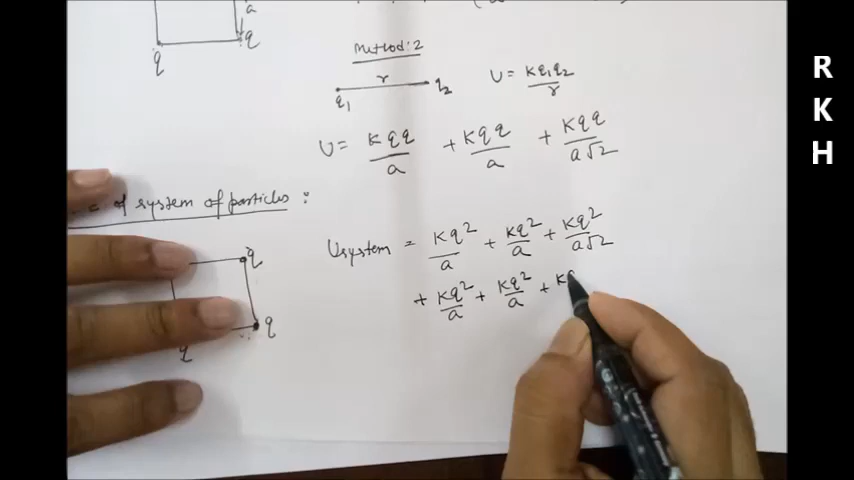 a
q
q
Method:2
r
q1
q2
U = Kq1q2/r
U = Kqq/a + Kqq/a + Kqq/a√2
of system of particles :
q
q
q
Usystem = Kq²/a + Kq²/a + Kq²/a√2
+ Kq²/a + Kq²/a + K
R
K
H